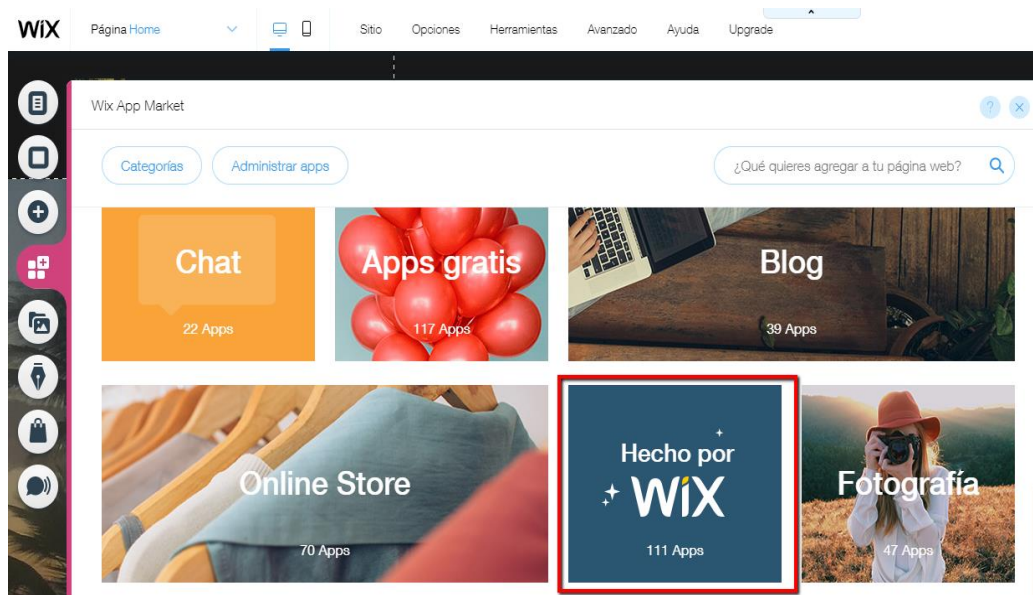 WiX
Página Home
Sitio
Opciones
Herramientas
Avanzado
Ayuda
Upgrade
Wix App Market
?
Categorías
Administrar apps
¿Qué quieres agregar a tu página web?
Chat
22 Apps
Apps gratis
117 Apps
Blog
39 Apps
Online Store
70 Apps
Hecho por
WiX
111 Apps
Fotografía
47 Apps